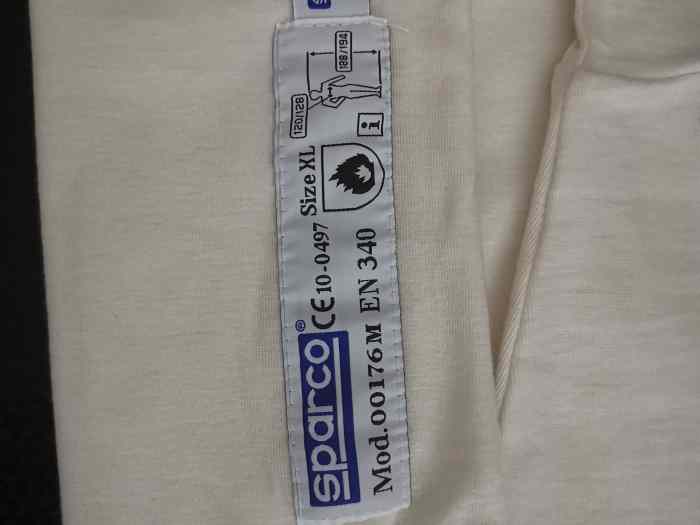 sparco®
CE 10-0497
Size XL
120/128
188/194
i
Mod.00176M EN 340